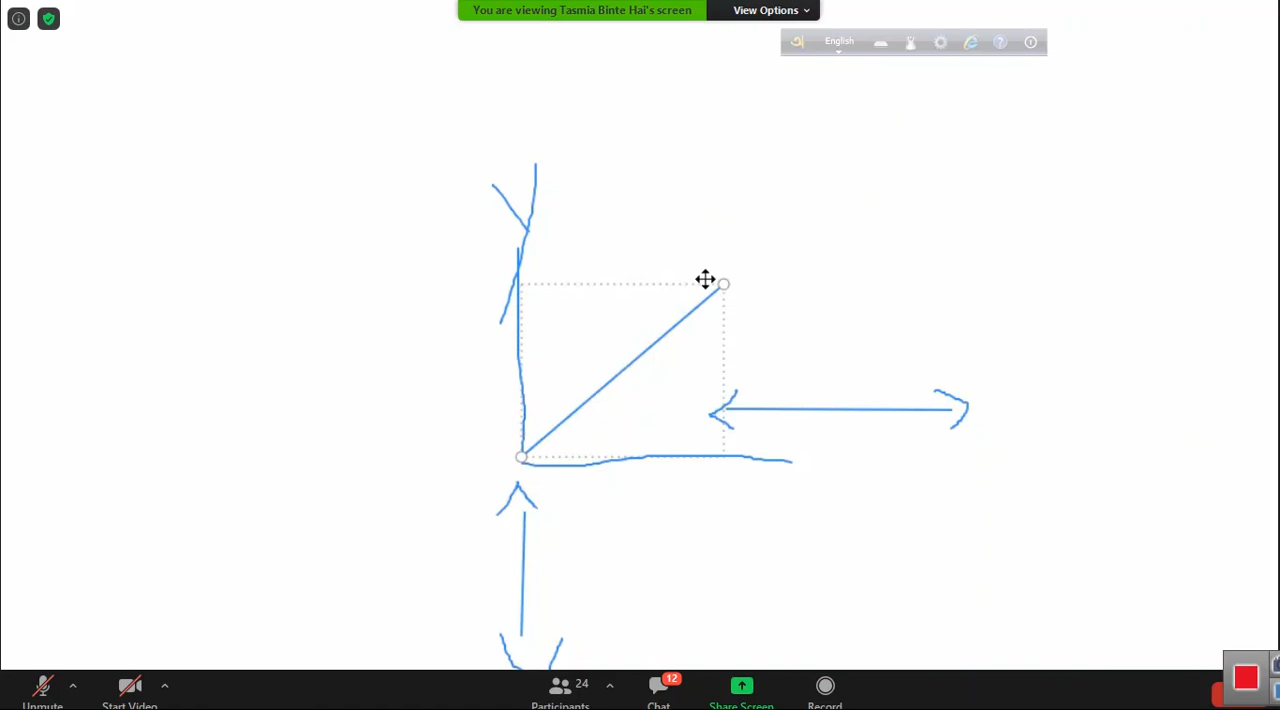 You are viewing Tasmia Binte Hai's screen
View Options
English
Y
24
12
Unmute
Start Video
Participants
Chat
Share Screen
Record